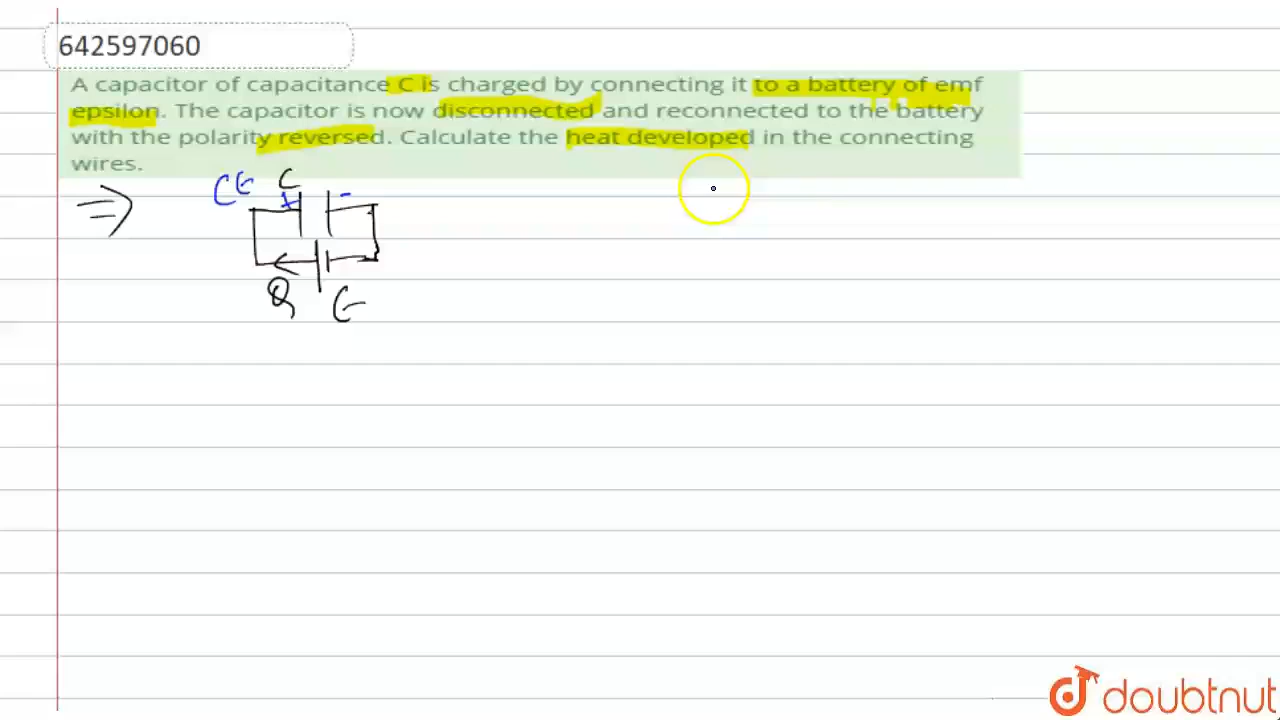 642597060
A capacitor of capacitance C is charged by connecting it to a battery of emf
epsilon. The capacitor is now disconnected and reconnected to the battery
with the polarity reversed. Calculate the heat developed in the connecting
wires.
⇒
CE C
+ -
Q E
doubtnut